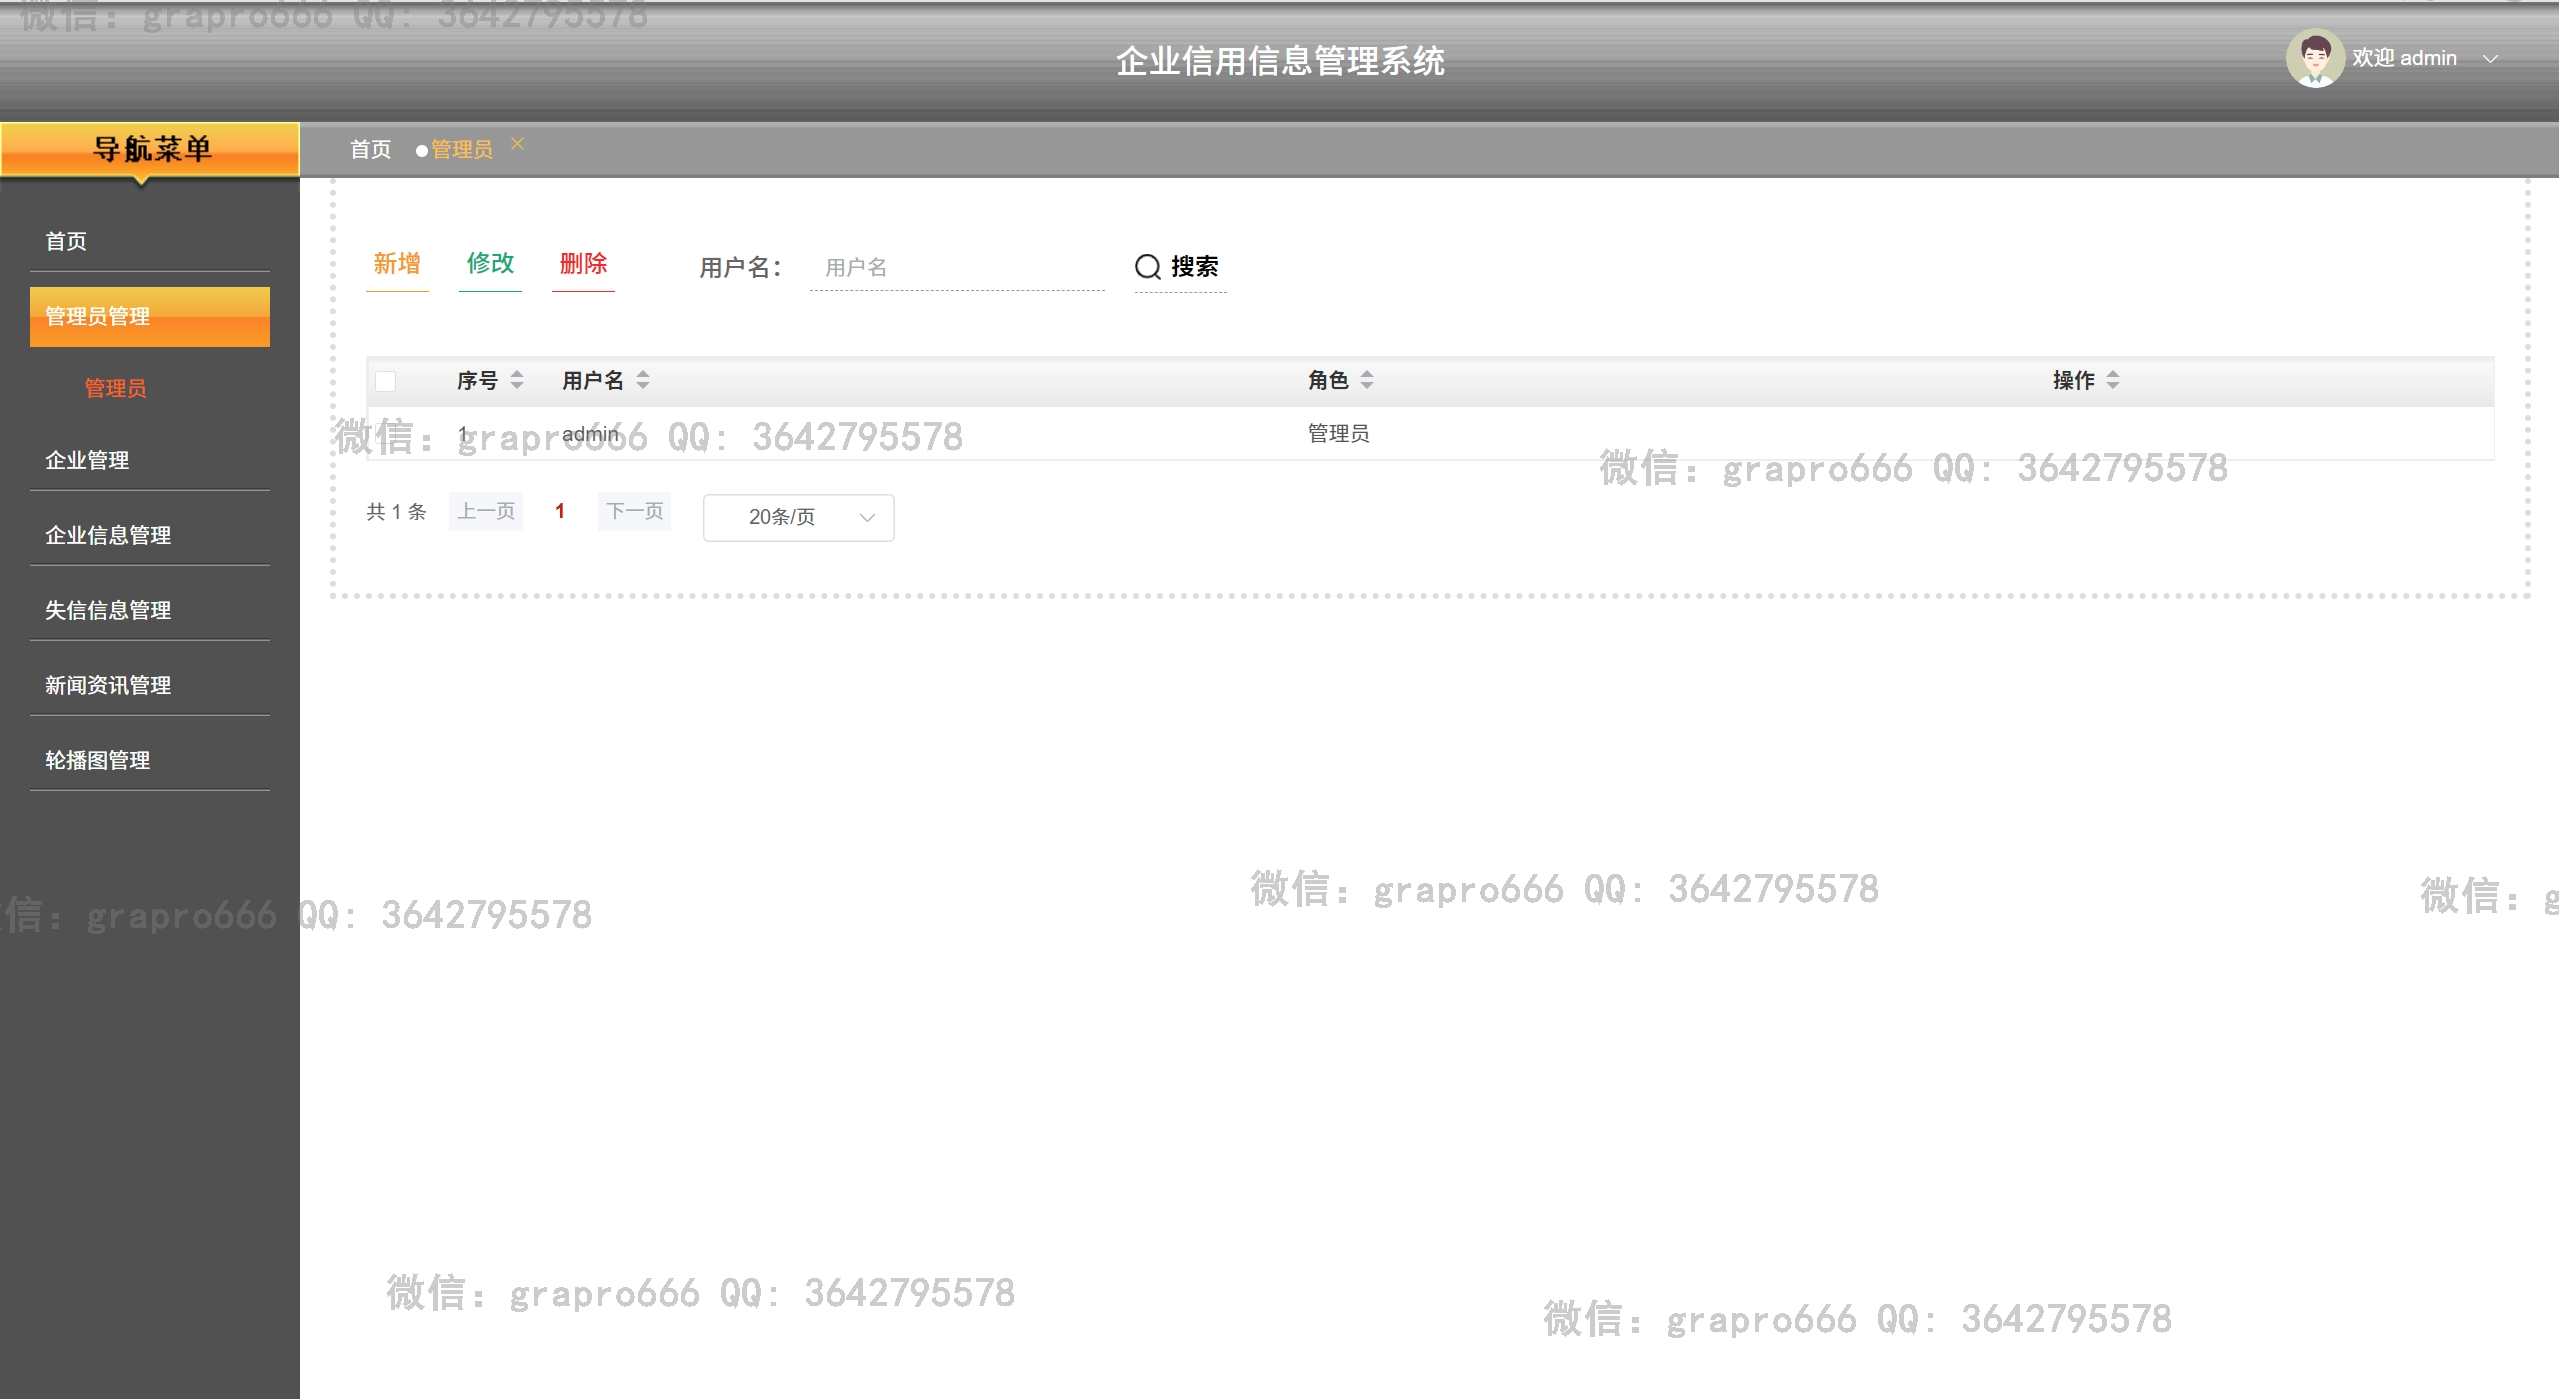 微信: grapro666 QQ: 3642795578
企业信用信息管理系统
欢迎 admin
导航菜单
首页
管理员
首页
管理员管理
管理员
企业管理
企业信息管理
失信信息管理
新闻资讯管理
轮播图管理
新增
修改
删除
用户名：
用户名
搜索
序号
用户名
角色
操作
1
admin
管理员
微信: grapro666 QQ: 3642795578
微信: grapro666 QQ: 3642795578
共 1 条
上一页
1
下一页
20条/页
微信: grapro666 QQ: 3642795578
微信: g
信: grapro666 QQ: 3642795578
微信: grapro666 QQ: 3642795578
微信: grapro666 QQ: 3642795578